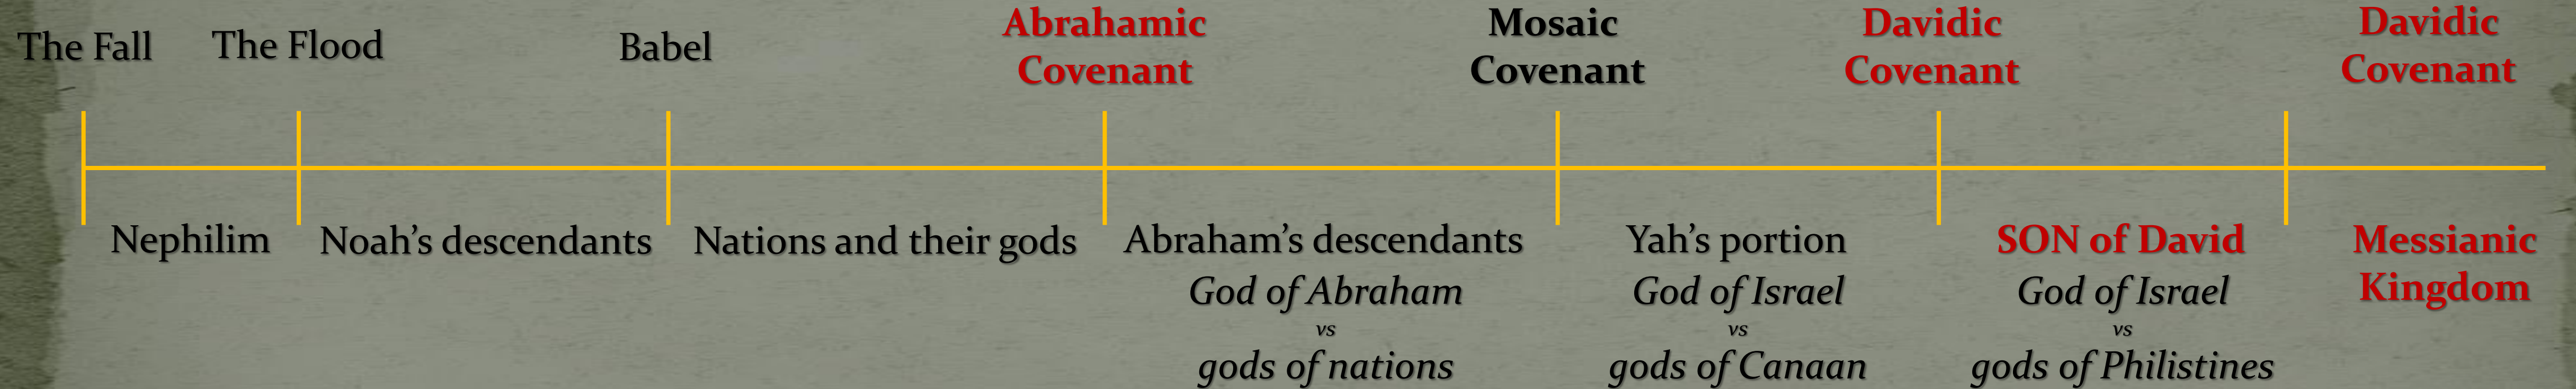 The Fall
The Flood
Babel
Abrahamic
Covenant
Mosaic
Covenant
Davidic
Covenant
Davidic
Covenant
Nephilim
Noah’s descendants
Nations and their gods
Abraham’s descendants
God of Abraham
vs
gods of nations
Yah’s portion
God of Israel
vs
gods of Canaan
SON of David
God of Israel
vs
gods of Philistines
Messianic
Kingdom